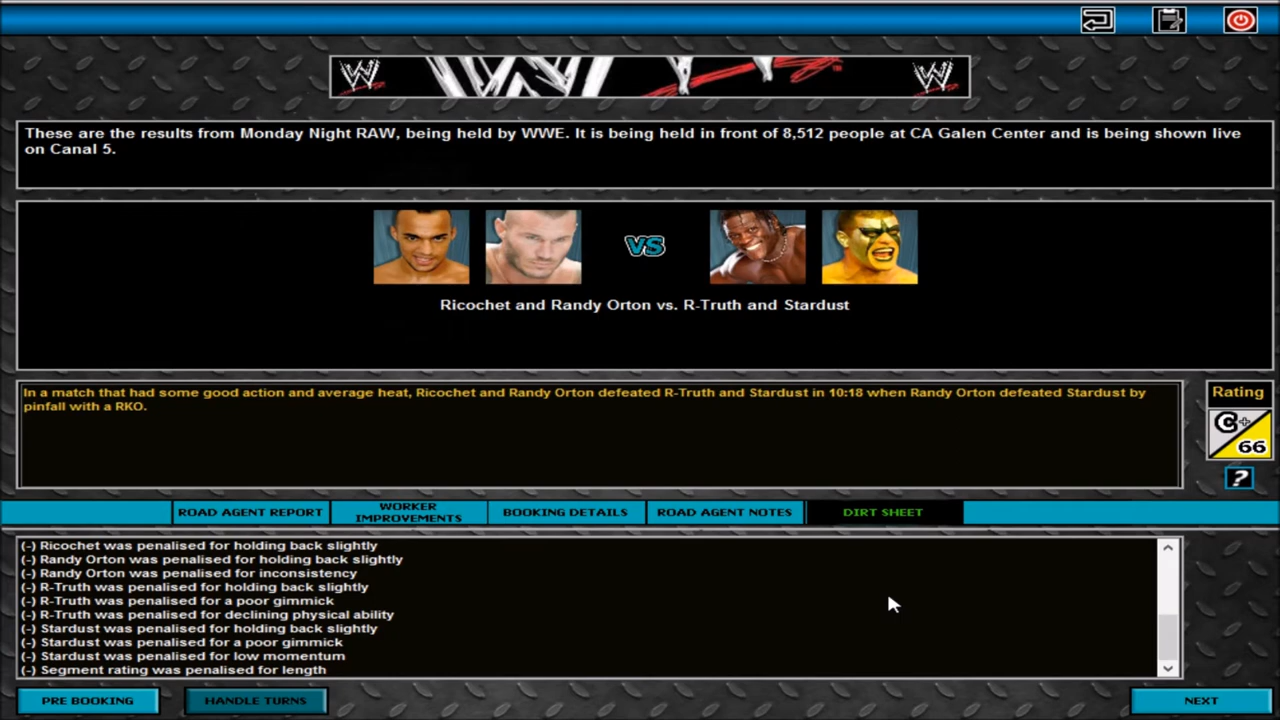 These are the results from Monday Night RAW, being held by WWE. It is being held in front of 8,512 people at CA Galen Center and is being shown live
on Canal 5.
VS
Ricochet and Randy Orton vs. R-Truth and Stardust
In a match that had some good action and average heat, Ricochet and Randy Orton defeated R-Truth and Stardust in 10:18 when Randy Orton defeated Stardust by
pinfall with a RKO.
Rating
C+
66
?
ROAD AGENT REPORT
WORKER
IMPROVEMENTS
BOOKING DETAILS
ROAD AGENT NOTES
DIRT SHEET
(-) Ricochet was penalised for holding back slightly
(-) Randy Orton was penalised for holding back slightly
(-) Randy Orton was penalised for inconsistency
(-) R-Truth was penalised for holding back slightly
(-) R-Truth was penalised for a poor gimmick
(-) R-Truth was penalised for declining physical ability
(-) Stardust was penalised for holding back slightly
(-) Stardust was penalised for a poor gimmick
(-) Stardust was penalised for low momentum
(-) Segment rating was penalised for length
PRE BOOKING
HANDLE TURNS
NEXT